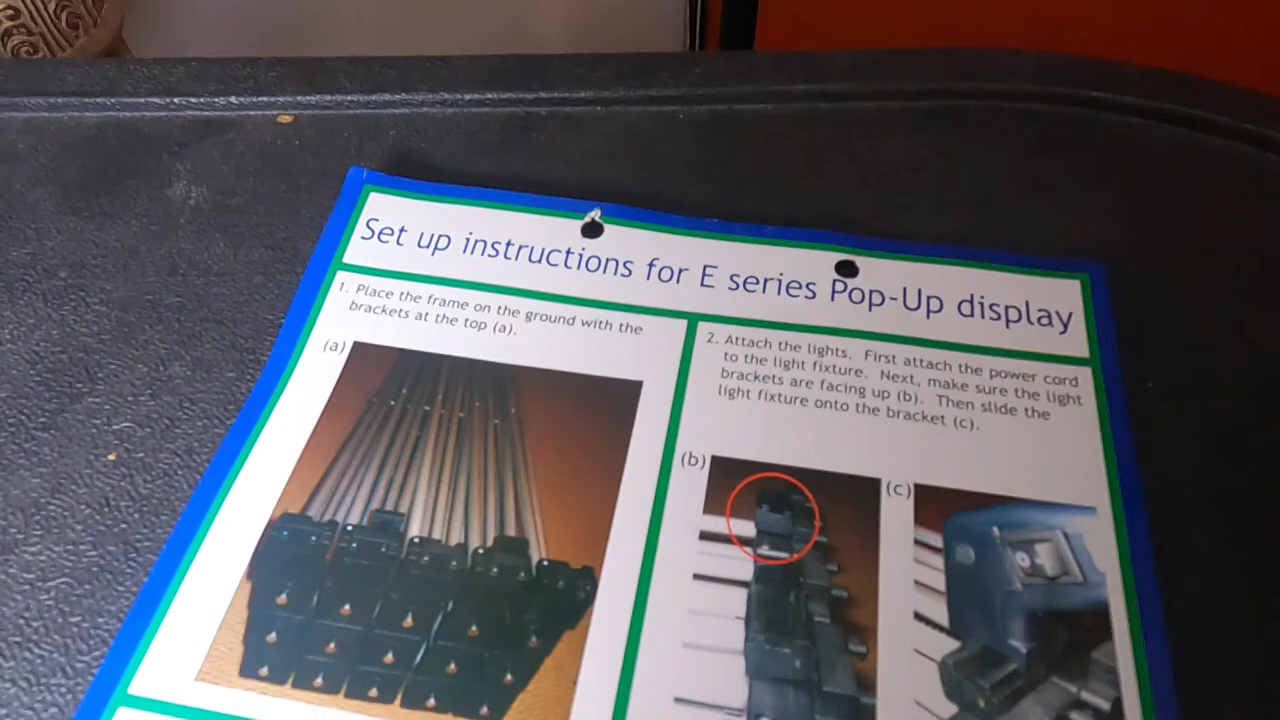 Set up instructions for E series Pop-Up display
1. Place the frame on the ground with the
brackets at the top (a).
(a)
2. Attach the lights. First attach the power cord
to the light fixture. Next, make sure the light
brackets are facing up (b). Then slide the
light fixture onto the bracket (c).
(b)
(c)